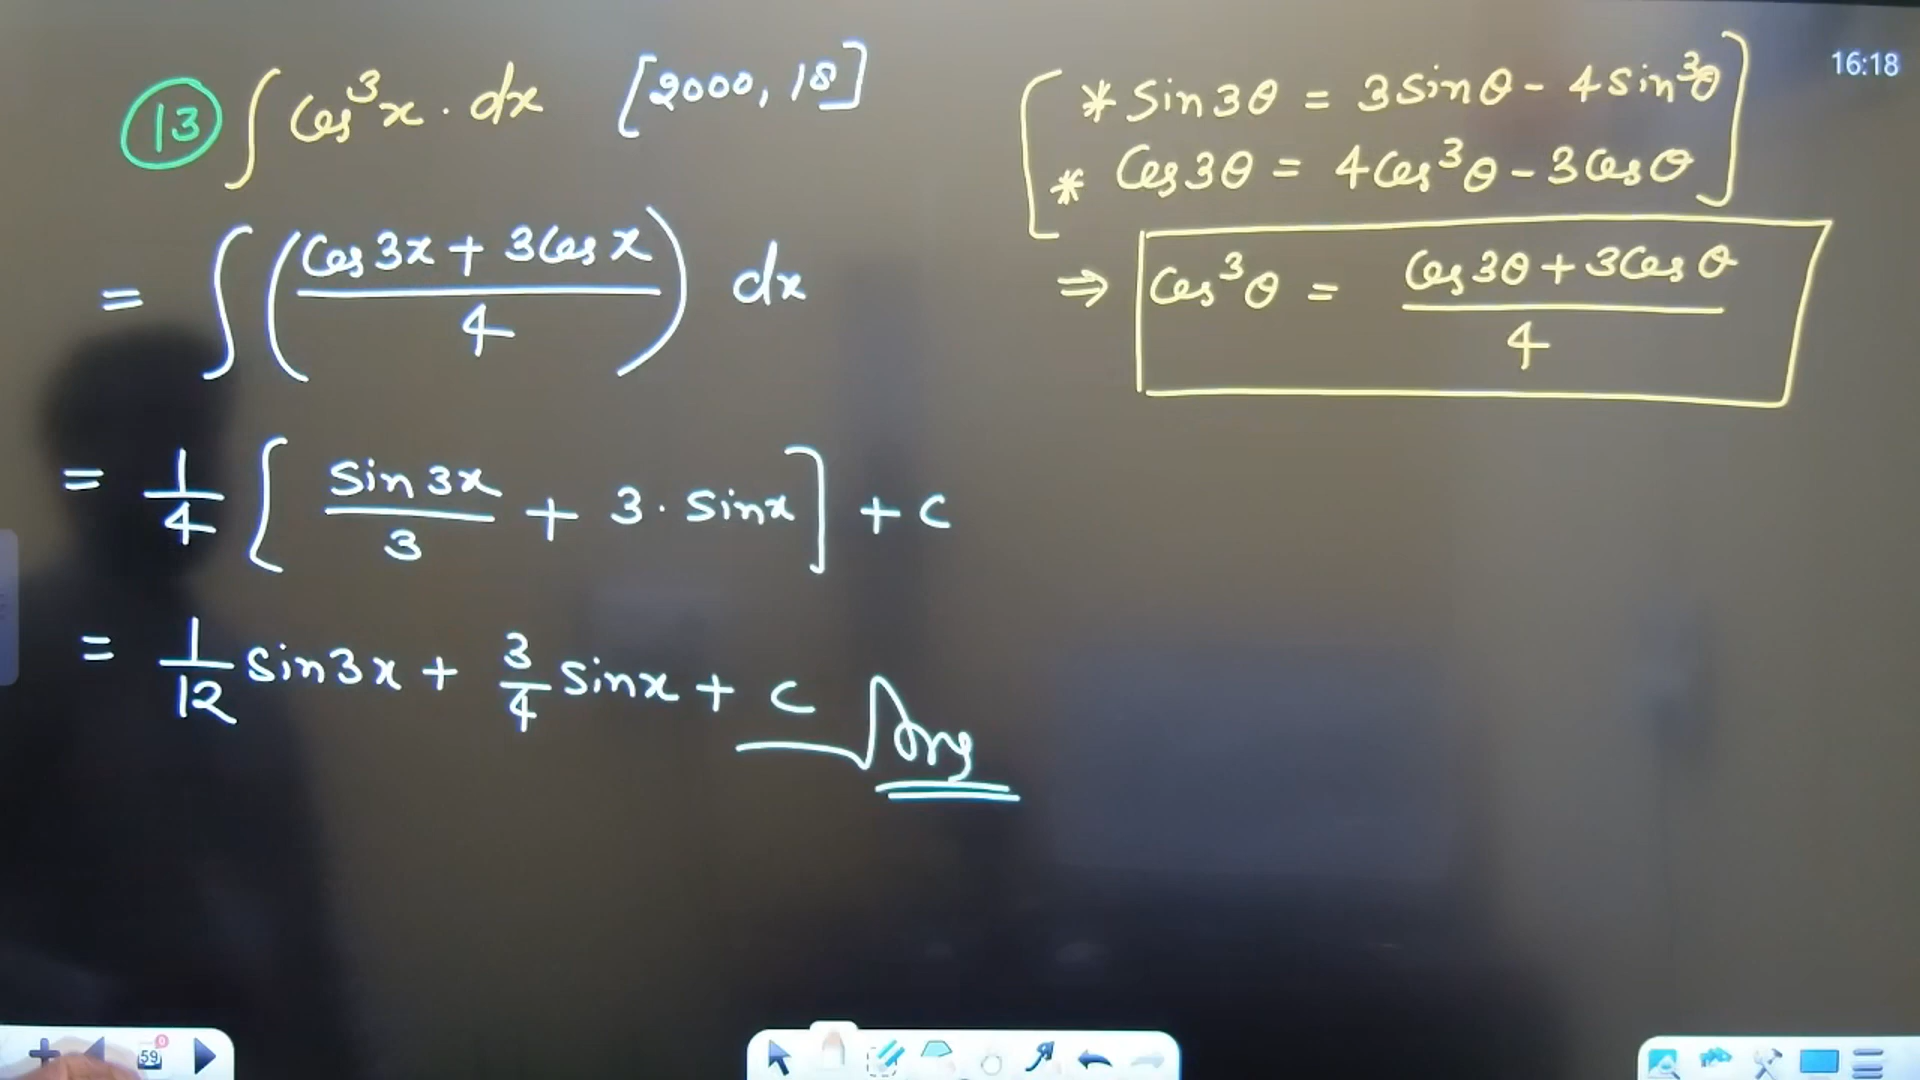 13 ∫ Cos³x · dx [2000, 18]
= ∫ ( (Cos3x + 3Cosx) / 4 ) dx
= 1/4 [ Sin3x/3 + 3 · Sinx ] + C
= 1/12 Sin3x + 3/4 Sinx + C Ans
* Sin3θ = 3Sinθ - 4Sin³θ
* Cos3θ = 4Cos³θ - 3Cosθ
⇒ Cos³θ = (Cos3θ + 3Cosθ) / 4
16:18
59
0